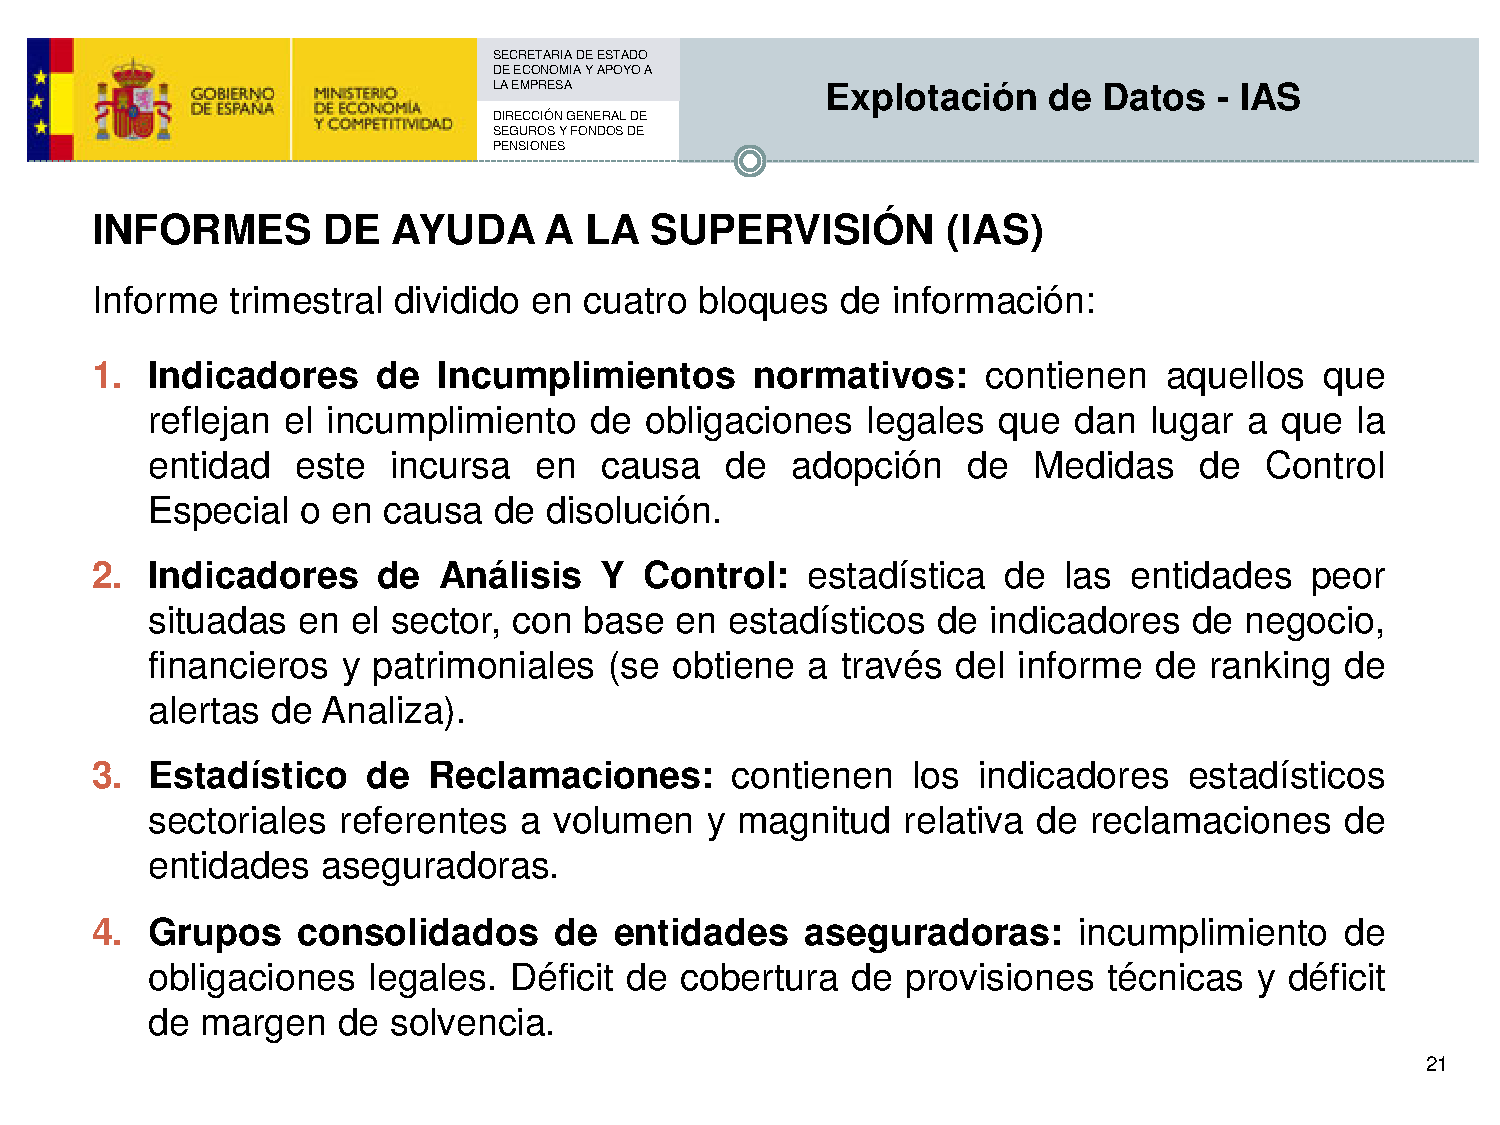 GOBIERNO
DE ESPAÑA
MINISTERIO
DE ECONOMÍA
Y COMPETITIVIDAD
SECRETARIA DE ESTADO
DE ECONOMIA Y APOYO A
LA EMPRESA
DIRECCIÓN GENERAL DE
SEGUROS Y FONDOS DE
PENSIONES
Explotación de Datos - IAS
INFORMES DE AYUDA A LA SUPERVISIÓN (IAS)
Informe trimestral dividido en cuatro bloques de información:
1. Indicadores de Incumplimientos normativos: contienen aquellos que
reflejan el incumplimiento de obligaciones legales que dan lugar a que la
entidad este incursa en causa de adopción de Medidas de Control
Especial o en causa de disolución.
2. Indicadores de Análisis Y Control: estadística de las entidades peor
situadas en el sector, con base en estadísticos de indicadores de negocio,
financieros y patrimoniales (se obtiene a través del informe de ranking de
alertas de Analiza).
3. Estadístico de Reclamaciones: contienen los indicadores estadísticos
sectoriales referentes a volumen y magnitud relativa de reclamaciones de
entidades aseguradoras.
4. Grupos consolidados de entidades aseguradoras: incumplimiento de
obligaciones legales. Déficit de cobertura de provisiones técnicas y déficit
de margen de solvencia.
21